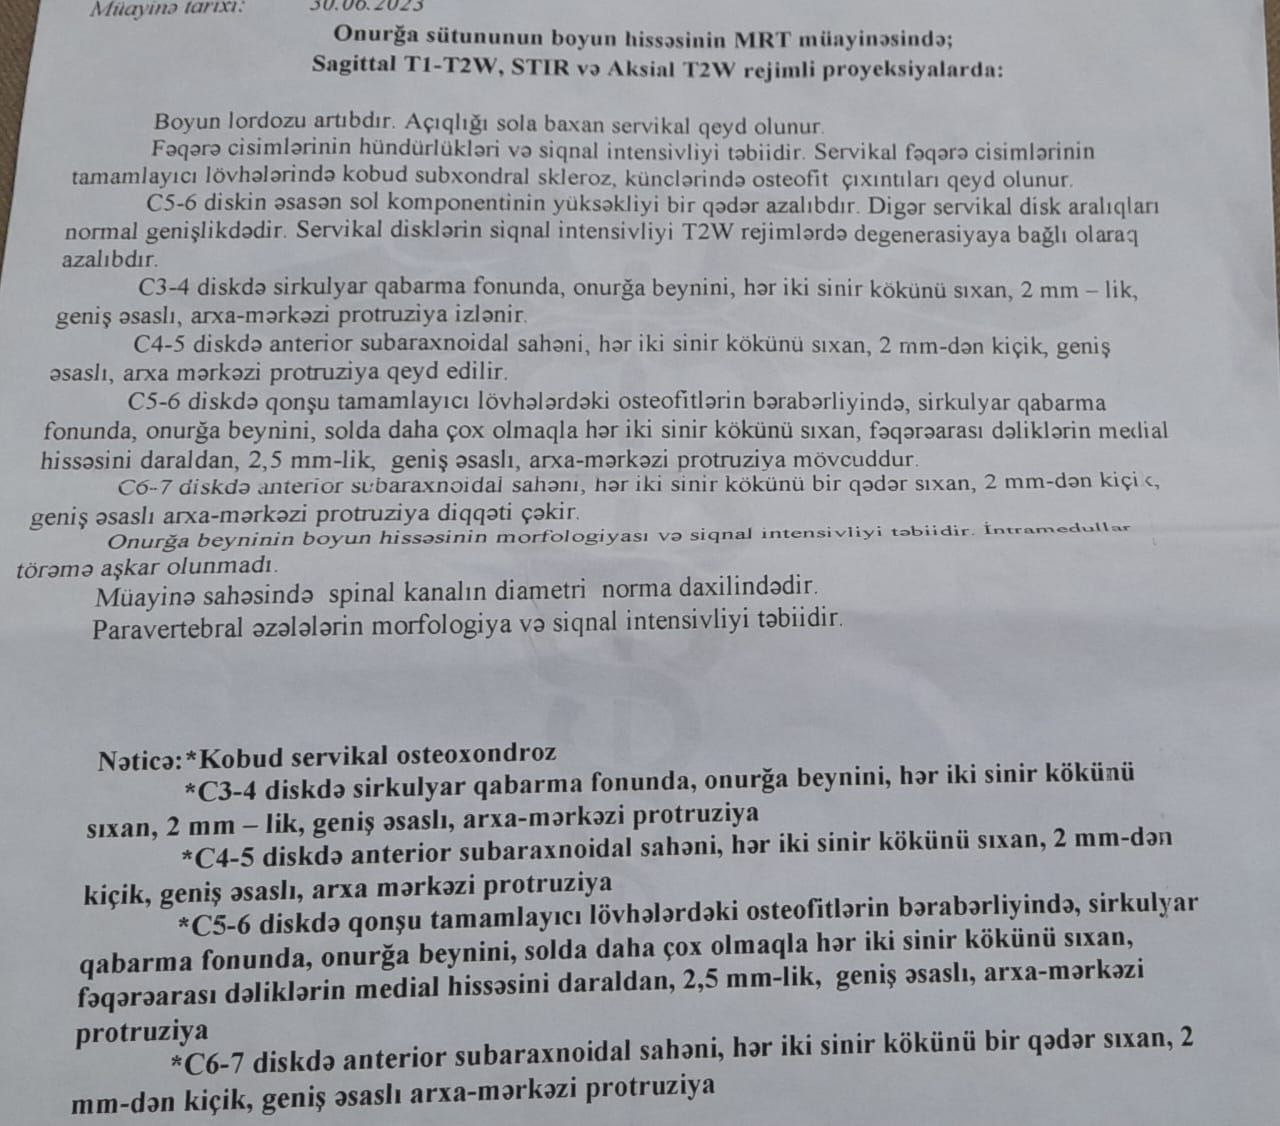 Müayinə tarixi: 30.06.2023
Onurğa sütununun boyun hissəsinin MRT müayinəsində;
Sagittal T1-T2W, STIR və Aksial T2W rejimli proyeksiyalarda:
Boyun lordozu artıbdır. Açıqlığı sola baxan servikal qeyd olunur.
Fəqərə cisimlərinin hündürlükləri və siqnal intensivliyi təbiidir. Servikal fəqərə cisimlərinin
tamamlayıcı lövhələrində kobud subxondral skleroz, künclərində osteofit çıxıntıları qeyd olunur.
C5-6 diskin əsasən sol komponentinin yüksəkliyi bir qədər azalıbdır. Digər servikal disk aralıqları
normal genişlikdədir. Servikal disklərin siqnal intensivliyi T2W rejimlərdə degenerasiyaya bağlı olaraq
azalıbdır.
C3-4 diskdə sirkulyar qabarma fonunda, onurğa beynini, hər iki sinir kökünü sıxan, 2 mm – lik,
geniş əsaslı, arxa-mərkəzi protruziya izlənir.
C4-5 diskdə anterior subaraxnoidal sahəni, hər iki sinir kökünü sıxan, 2 mm-dən kiçik, geniş
əsaslı, arxa mərkəzi protruziya qeyd edilir.
C5-6 diskdə qonşu tamamlayıcı lövhələrdəki osteofitlərin bərabərliyində, sirkulyar qabarma
fonunda, onurğa beynini, solda daha çox olmaqla hər iki sinir kökünü sıxan, fəqərəarası dəliklərin medial
hissəsini daraldan, 2,5 mm-lik, geniş əsaslı, arxa-mərkəzi protruziya mövcuddur.
C6-7 diskdə anterior subaraxnoidal sahəni, hər iki sinir kökünü bir qədər sıxan, 2 mm-dən kiçik,
geniş əsaslı arxa-mərkəzi protruziya diqqəti çəkir.
Onurğa beyninin boyun hissəsinin morfologiyası və siqnal intensivliyi təbiidir. İntramedullar
törəmə aşkar olunmadı.
Müayinə sahəsində spinal kanalın diametri norma daxilindədir.
Paravertebral əzələlərin morfologiya və siqnal intensivliyi təbiidir.
Nəticə:*Kobud servikal osteoxondroz
*C3-4 diskdə sirkulyar qabarma fonunda, onurğa beynini, hər iki sinir kökünü
sıxan, 2 mm – lik, geniş əsaslı, arxa-mərkəzi protruziya
*C4-5 diskdə anterior subaraxnoidal sahəni, hər iki sinir kökünü sıxan, 2 mm-dən
kiçik, geniş əsaslı, arxa mərkəzi protruziya
*C5-6 diskdə qonşu tamamlayıcı lövhələrdəki osteofitlərin bərabərliyində, sirkulyar
qabarma fonunda, onurğa beynini, solda daha çox olmaqla hər iki sinir kökünü sıxan,
fəqərəarası dəliklərin medial hissəsini daraldan, 2,5 mm-lik, geniş əsaslı, arxa-mərkəzi
protruziya
*C6-7 diskdə anterior subaraxnoidal sahəni, hər iki sinir kökünü bir qədər sıxan, 2
mm-dən kiçik, geniş əsaslı arxa-mərkəzi protruziya